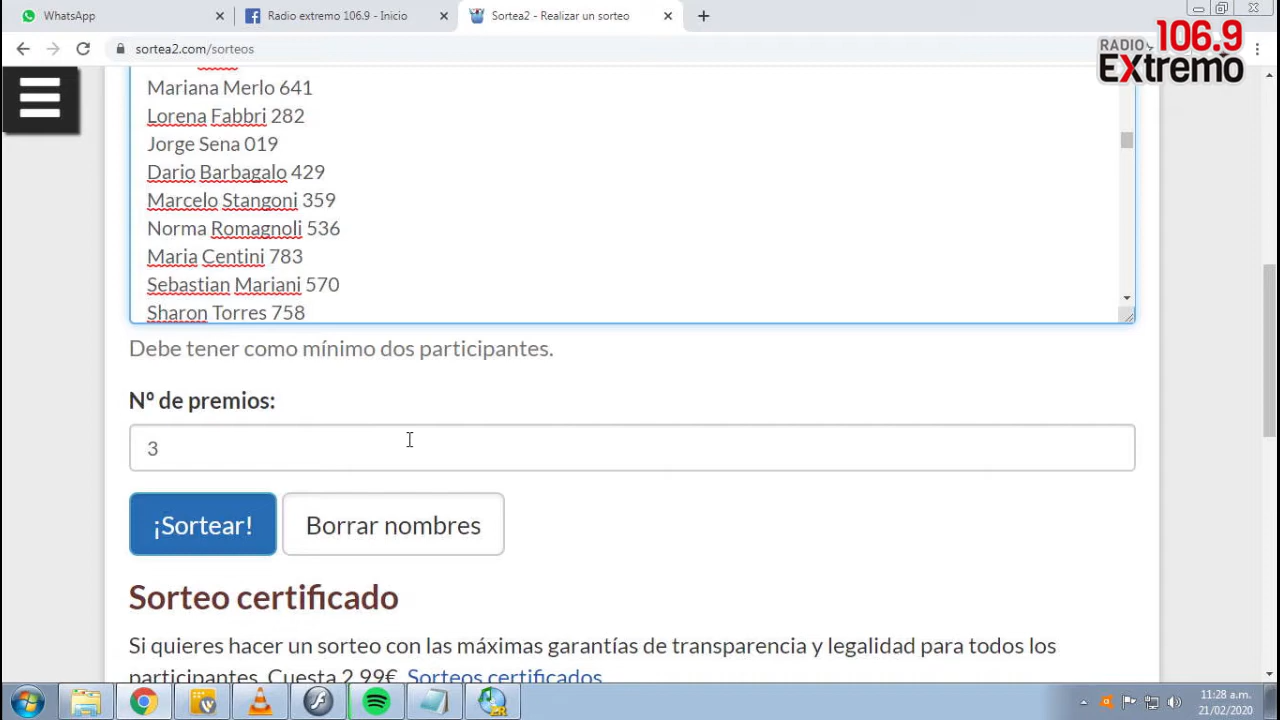 WhatsApp
Radio extremo 106.9 - Inicio
Sortea2 - Realizar un sorteo
sortea2.com/sorteos
RADIO 106.9
EXtremo
Mariana Merlo 641
Lorena Fabbri 282
Jorge Sena 019
Dario Barbagalo 429
Marcelo Stangoni 359
Norma Romagnoli 536
Maria Centini 783
Sebastian Mariani 570
Sharon Torres 758
Debe tener como mínimo dos participantes.
Nº de premios:
3
¡Sortear!
Borrar nombres
Sorteo certificado
Si quieres hacer un sorteo con las máximas garantías de transparencia y legalidad para todos los
participantes. Cuesta 2,99€. Sorteos certificados
11:28 a.m.
21/02/2020